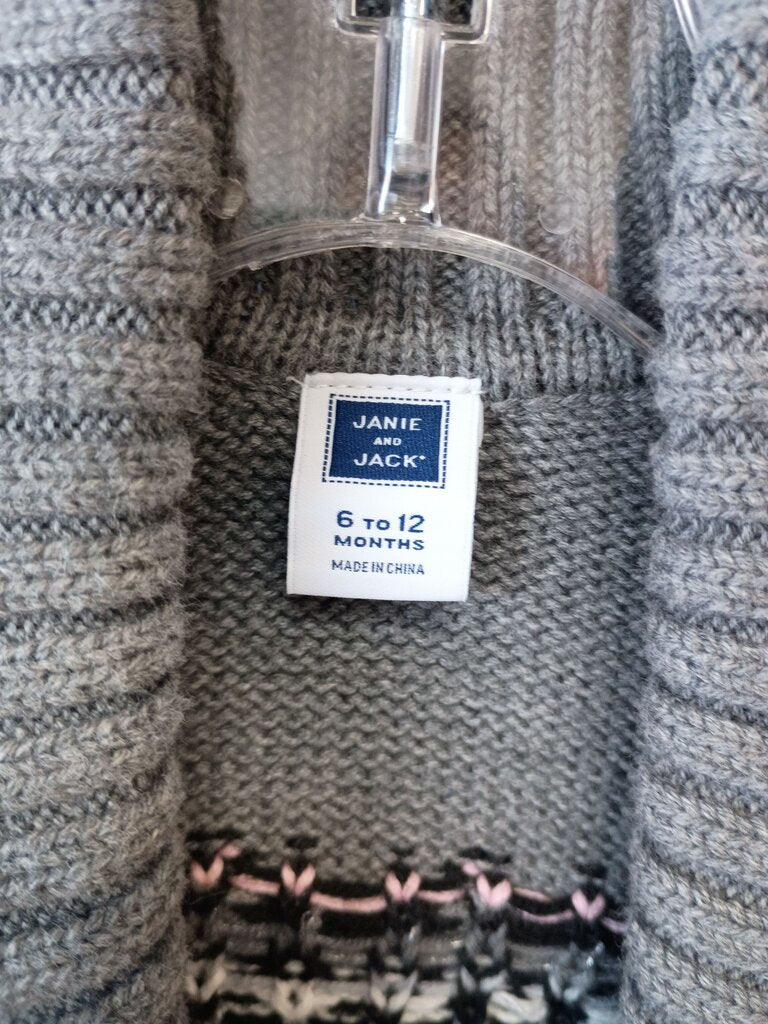 JANIE
AND
JACK
6 TO 12
MONTHS
MADE IN CHINA